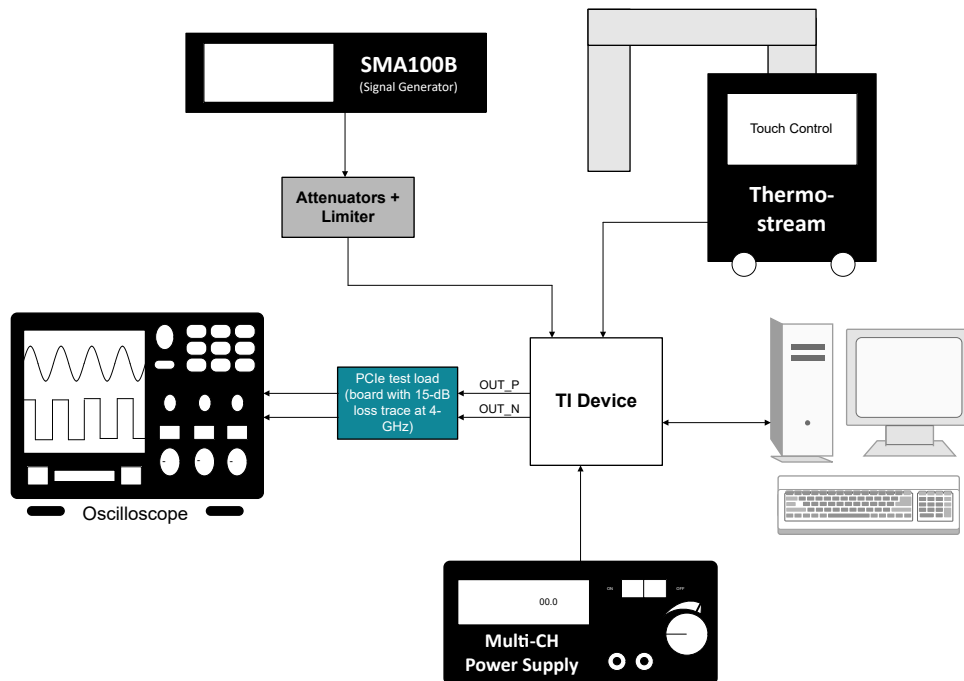 SMA100B
(Signal Generator)
Touch Control
Thermo-
stream
Attenuators +
Limiter
PCIe test load
(board with 15-dB
loss trace at 4-
GHz)
OUT_P
OUT_N
TI Device
Oscilloscope
00.0
ON
OFF
Multi-CH
Power Supply